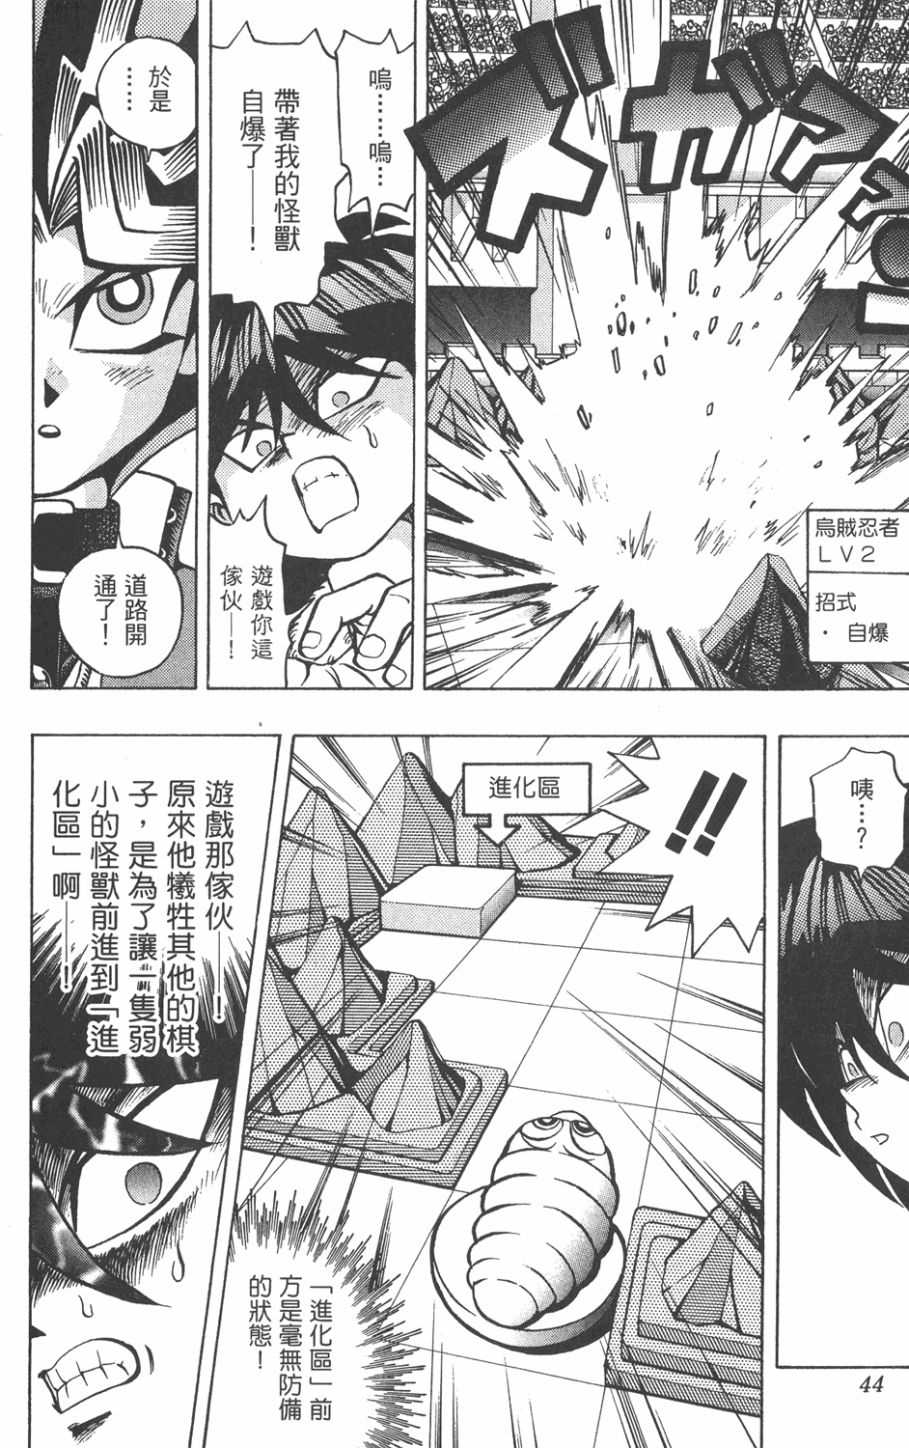 ズガァァ!!
烏賊忍者
LV2
招式
・自爆
嗚……嗚…
帶著我的怪獸
自爆了——!
遊戲你這
傢伙——!
於是
……
道路開
通了!
咦…?
!!
進化區
「進化區」前
方是毫無防備
的狀態!
遊戲那傢伙——!
原來他犧牲其他的棋
子,是為了讓一隻弱
小的怪獸前進到「進
化區」啊——!
44